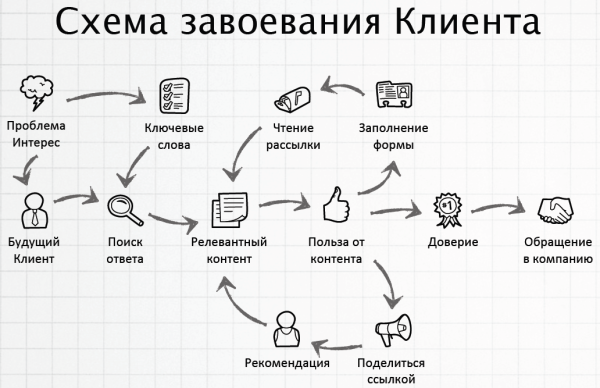 Схема завоевания Клиента
Проблема
Интерес
Ключевые
слова
Чтение
рассылки
Заполнение
формы
Будущий
Клиент
Поиск
ответа
Релевантный
контент
Польза от
контента
#1
Доверие
Обращение
в компанию
Рекомендация
Поделиться
ссылкой